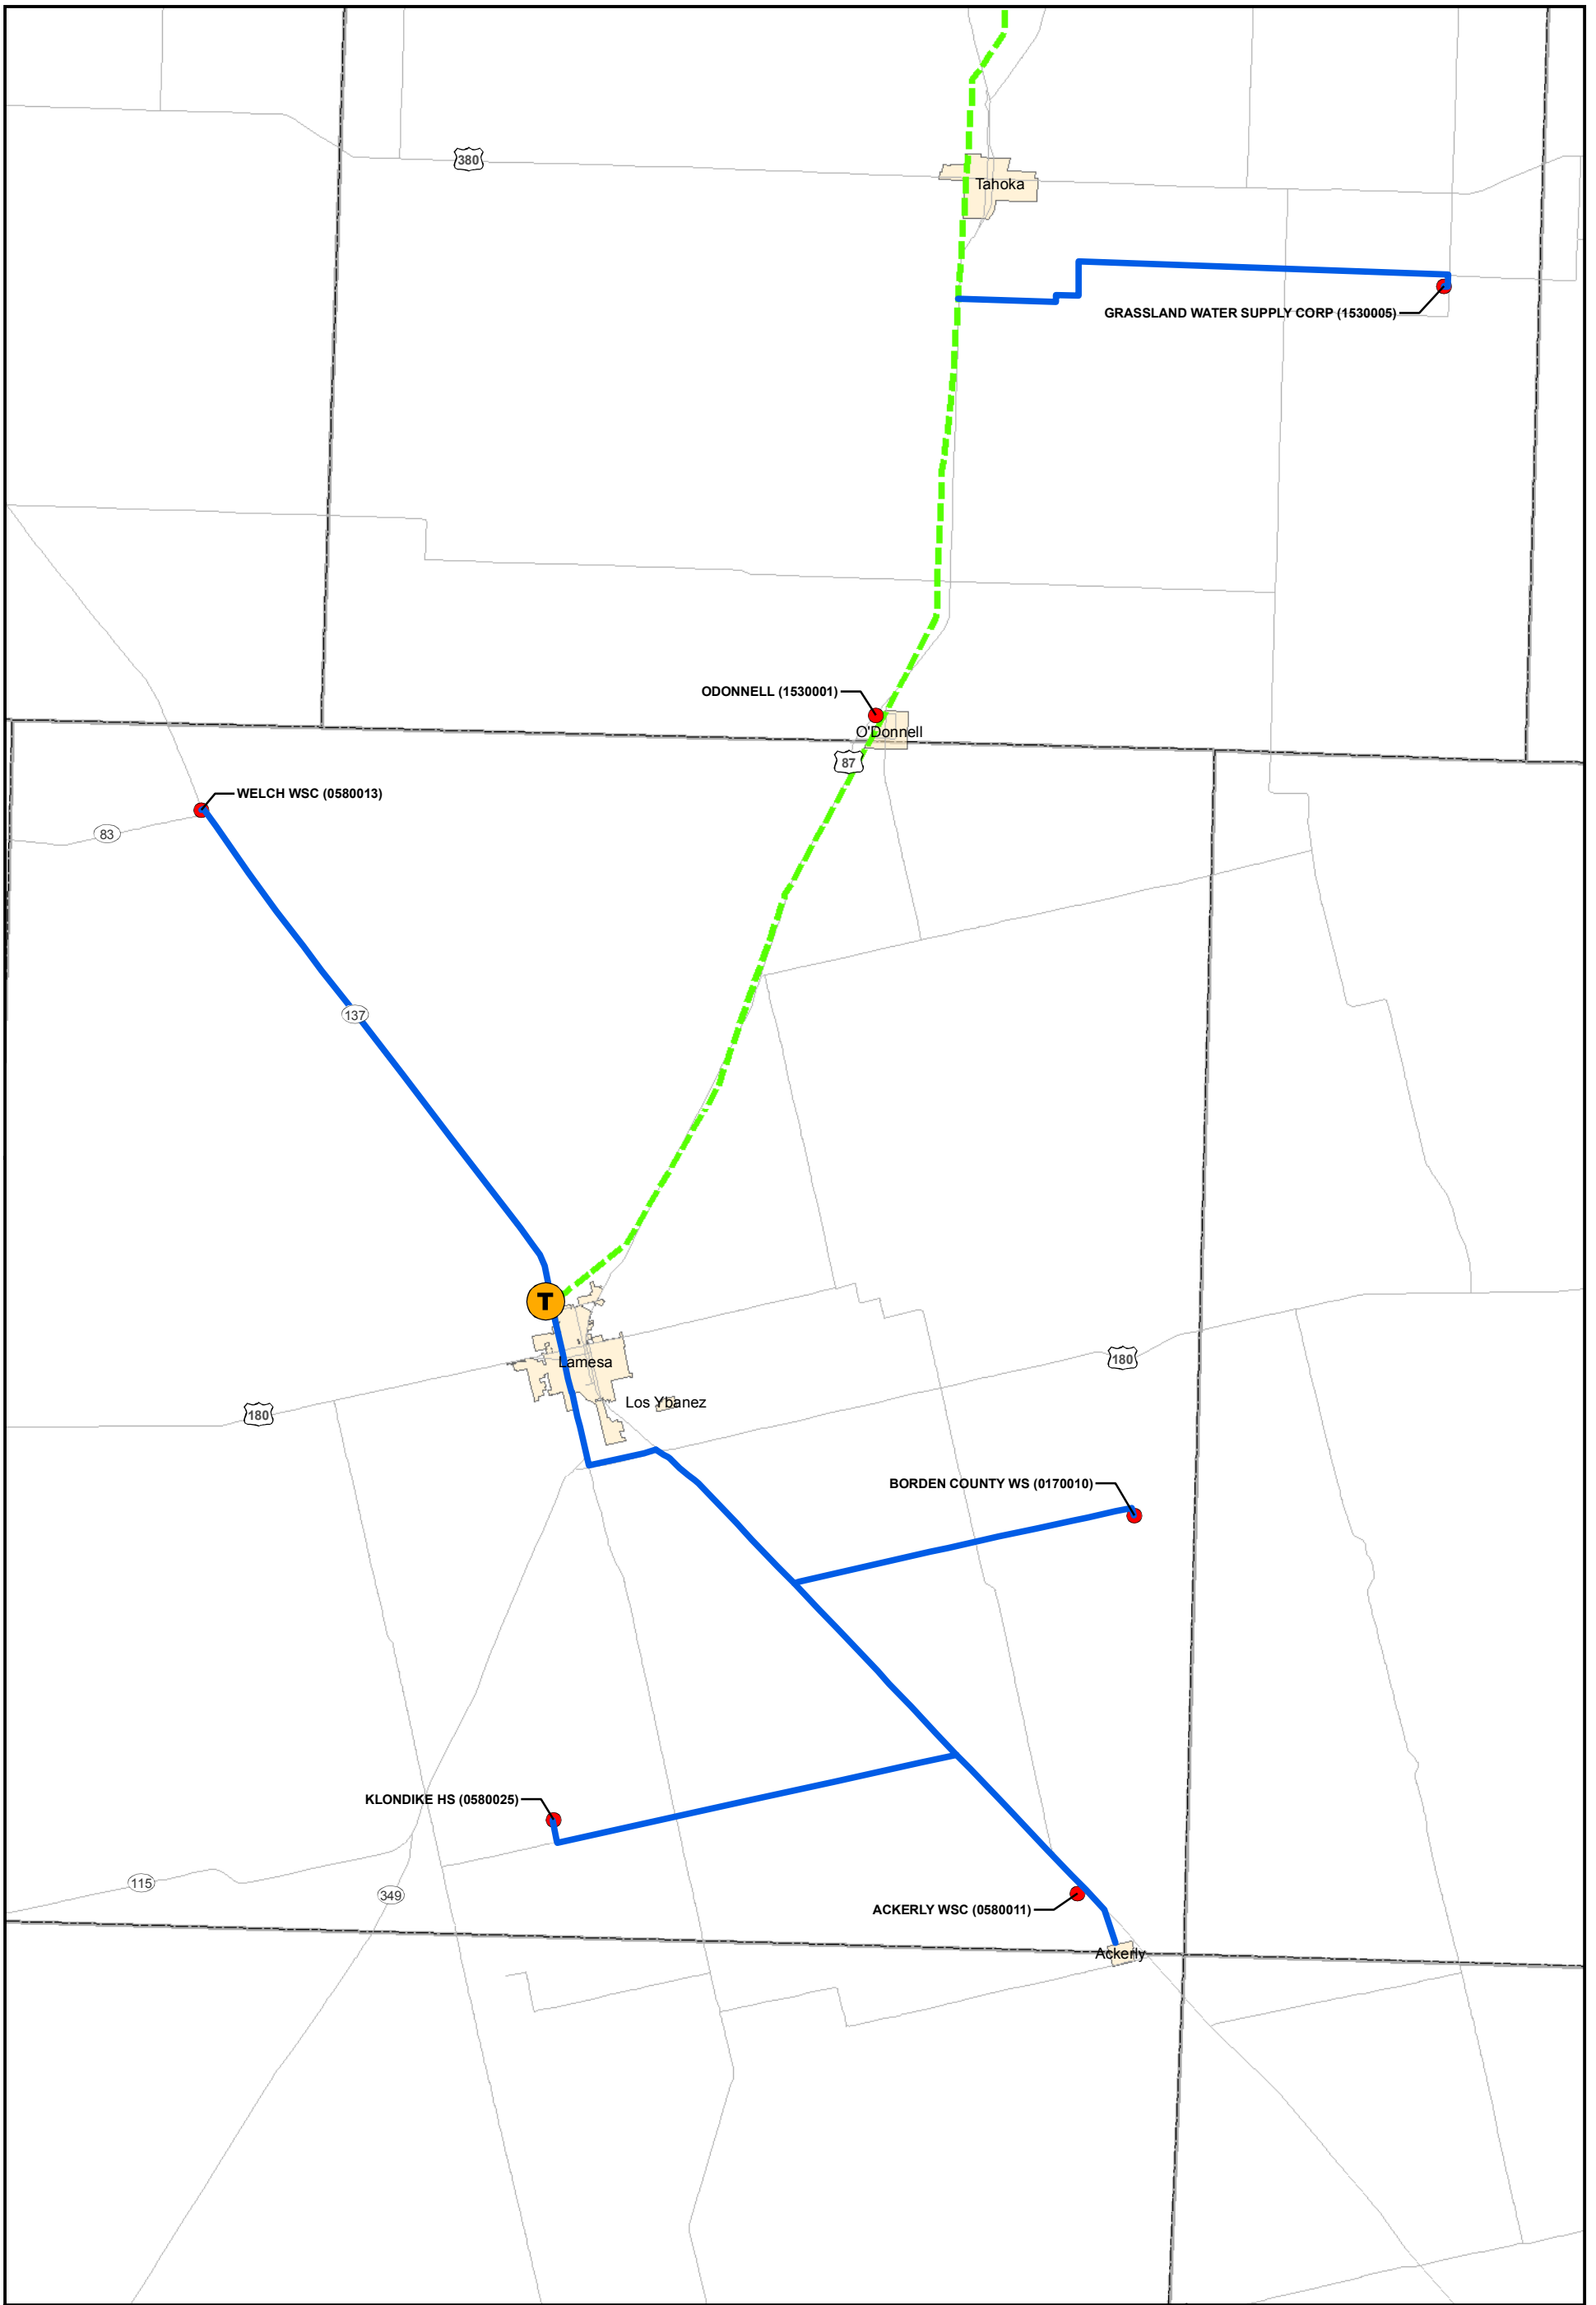 380
Tahoka
GRASSLAND WATER SUPPLY CORP (1530005)
ODONNELL (1530001)
O'Donnell
87
WELCH WSC (0580013)
83
137
T
Lamesa
180
Los Ybanez
180
BORDEN COUNTY WS (0170010)
KLONDIKE HS (0580025)
115
349
ACKERLY WSC (0580011)
Ackerly